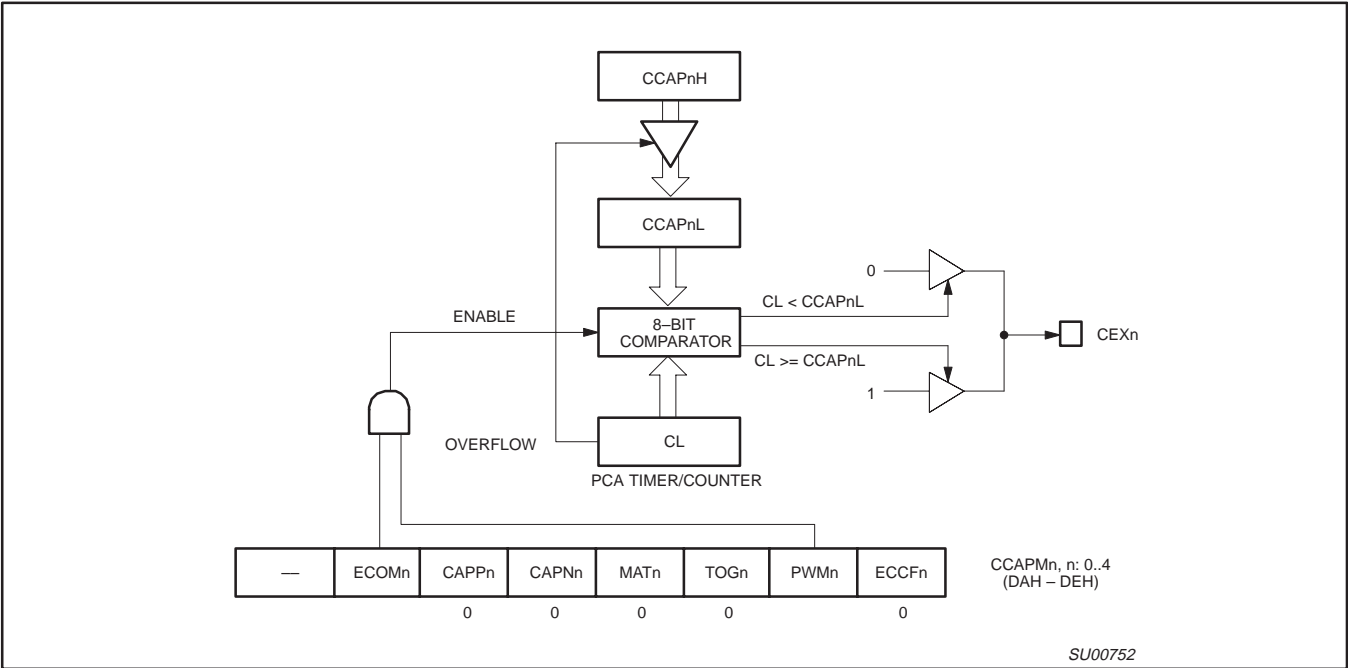 CCAPnH
CCAPnL
0
CL < CCAPnL
ENABLE
8–BIT
COMPARATOR
CEXn
CL >= CCAPnL
1
OVERFLOW
CL
PCA TIMER/COUNTER
— ECOMn CAPPn CAPNn MATn TOGn PWMn ECCFn
CCAPMn, n: 0..4
(DAH – DEH)
0 0 0 0 0
SU00752